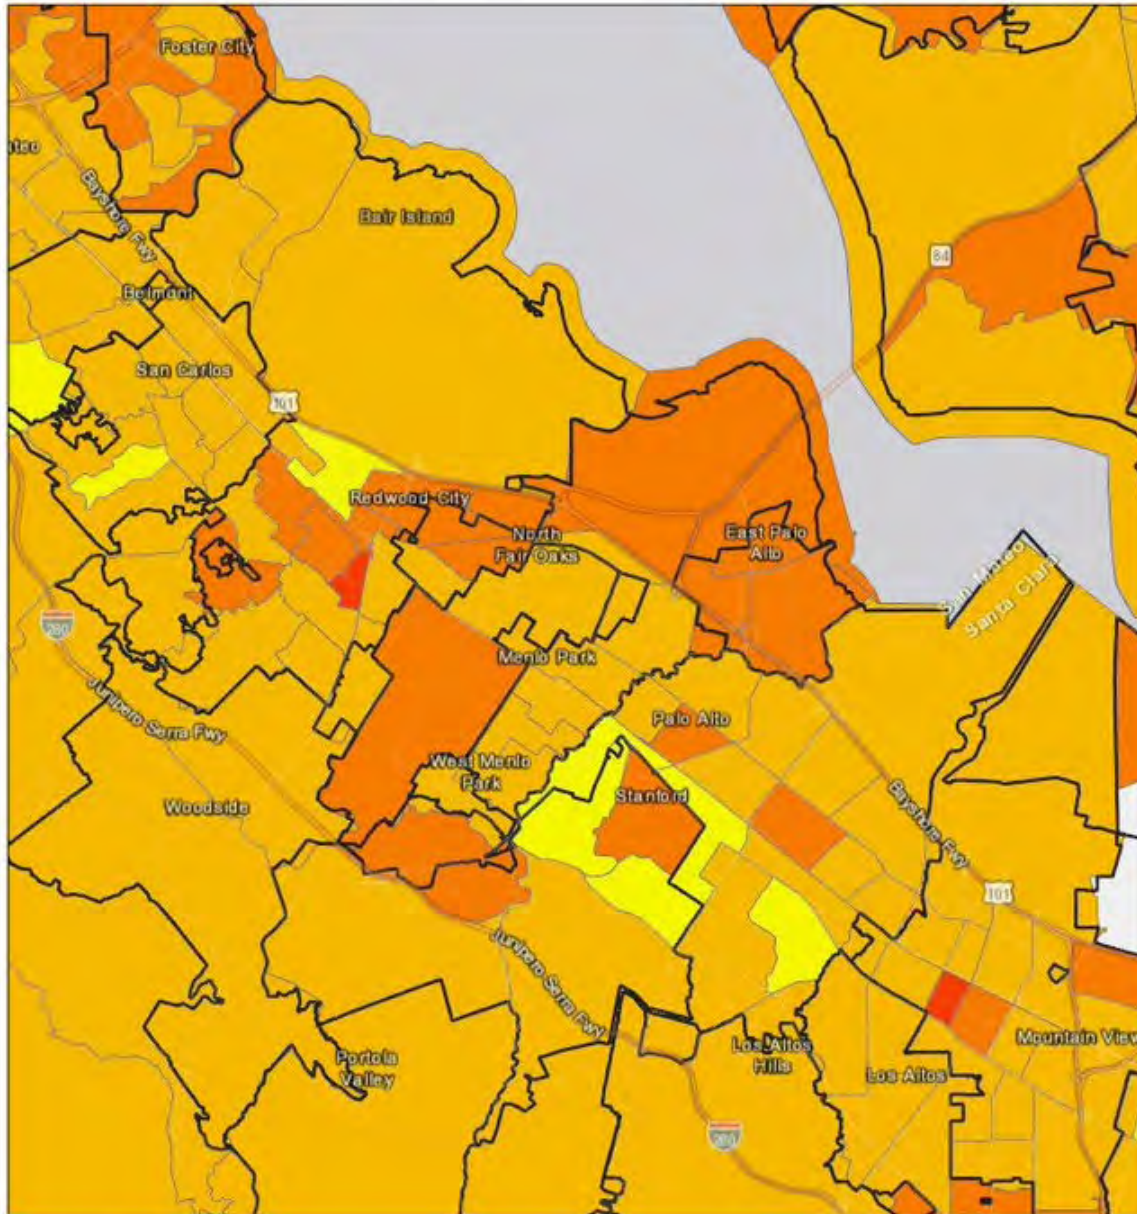 Foster City
ateo
Bayshore Fwy
Bair Island
84
Belmont
San Carlos
101
Redwood City
North
Fair Oaks
East Palo
Alto
San Mateo
Santa Clara
280
Menlo Park
Junipero Serra Fwy
Palo Alto
West Menlo
Park
Stanford
Woodside
Bayshore Fwy
101
Junipero Serra Fwy
Portola
Valley
Los Altos
Hills
Los Altos
Mountain View
280